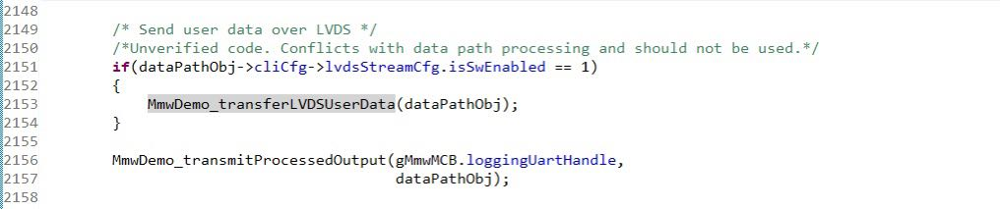 2148
2149 /* Send user data over LVDS */
2150 /*Unverified code. Conflicts with data path processing and should not be used.*/
2151 if(dataPathObj->cliCfg->lvdsStreamCfg.isSwEnabled == 1)
2152 {
2153 MmwDemo_transferLVDSUserData(dataPathObj);
2154 }
2155
2156 MmwDemo_transmitProcessedOutput(gMmwMCB.loggingUartHandle,
2157 dataPathObj);
2158